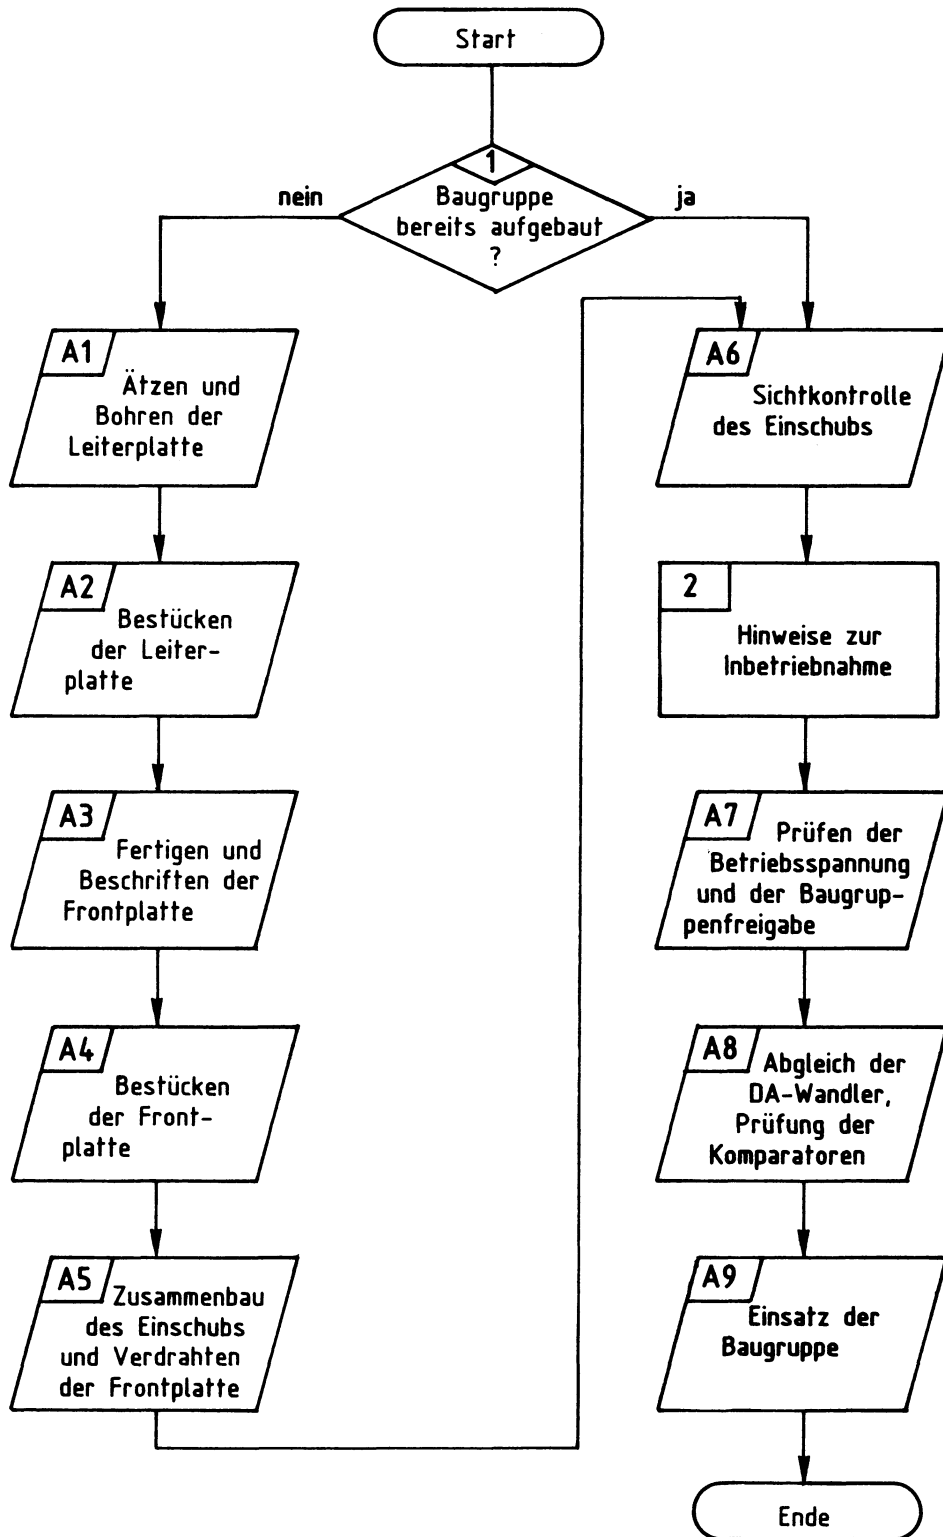 Start
1
Baugruppe
bereits aufgebaut
?
nein
ja
A1
Ätzen und
Bohren der
Leiterplatte
A2
Bestücken
der Leiter-
platte
A3
Fertigen und
Beschriften der
Frontplatte
A4
Bestücken
der Front-
platte
A5
Zusammenbau
des Einschubs
und Verdrahten
der Frontplatte
A6
Sichtkontrolle
des Einschubs
2
Hinweise zur
Inbetriebnahme
A7
Prüfen der
Betriebsspannung
und der Baugrup-
penfreigabe
A8
Abgleich der
DA-Wandler,
Prüfung der
Komparatoren
A9
Einsatz der
Baugruppe
Ende